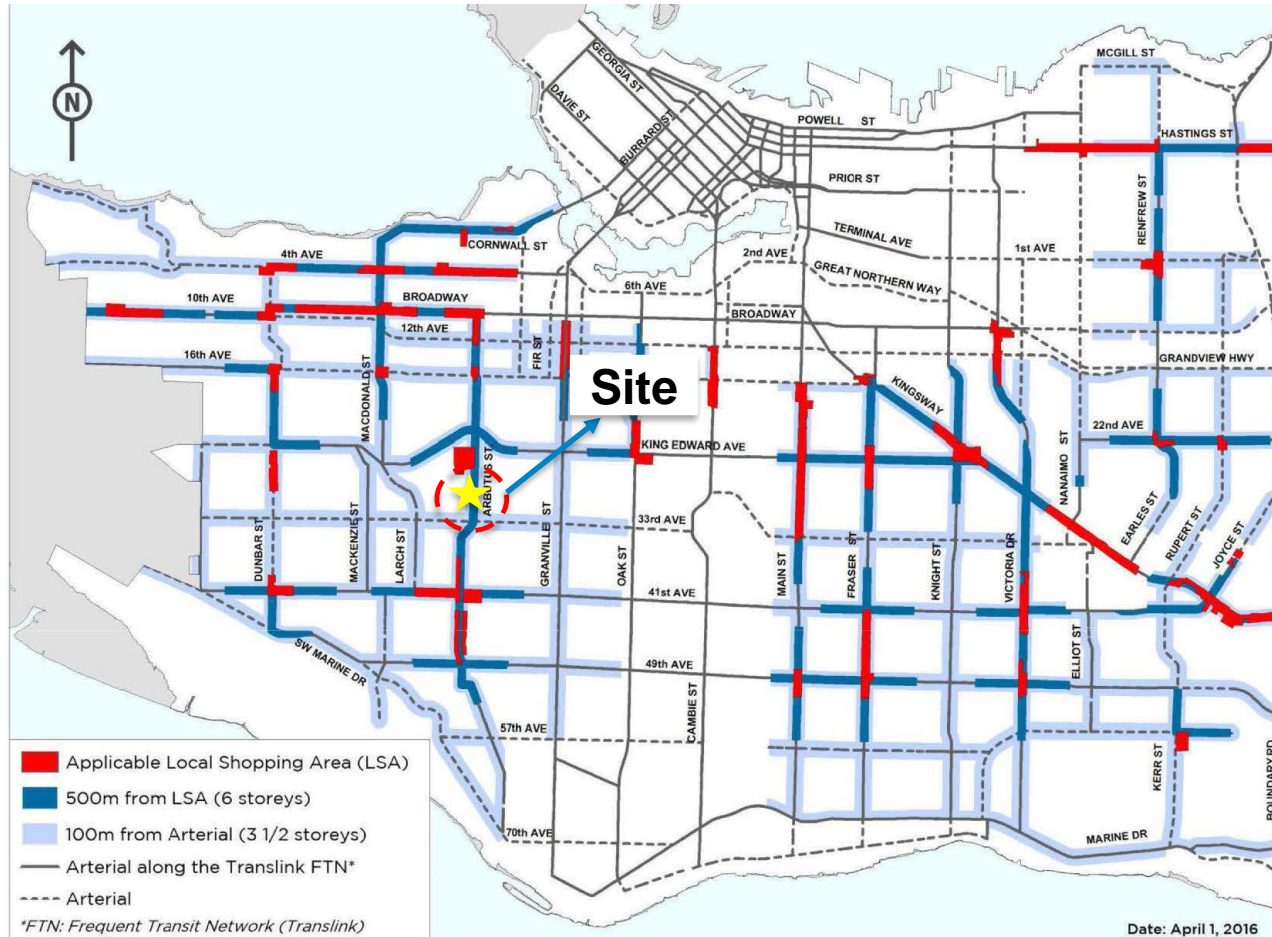 N
MCGILL ST
GEORGIA ST
DAVIE ST
BURRARD ST
POWELL ST
HASTINGS ST
PRIOR ST
RENFREW ST
TERMINAL AVE
CORNWALL ST
4th AVE
2nd AVE
1st AVE
GREAT NORTHERN WAY
6th AVE
10th AVE
BROADWAY
BROADWAY
12th AVE
FIR ST
16th AVE
GRANDVIEW HWY
MACDONALD ST
Site
KINGSWAY
22nd AVE
KING EDWARD AVE
NANAIMO ST
ARBUTUS ST
33rd AVE
EARLES ST
RUPERT ST
JOYCE ST
DUNBAR ST
MACKENZIE ST
LARCH ST
GRANVILLE ST
OAK ST
MAIN ST
FRASER ST
KNIGHT ST
VICTORIA DR
41st AVE
ELLIOT ST
SW MARINE DR
49th AVE
CAMBIE ST
57th AVE
KERR ST
BOUNDARY RD
70th AVE
MARINE DR
Applicable Local Shopping Area (LSA)
500m from LSA (6 storeys)
100m from Arterial (3 1/2 storeys)
Arterial along the Translink FTN*
Arterial
*FTN: Frequent Transit Network (Translink)
Date: April 1, 2016